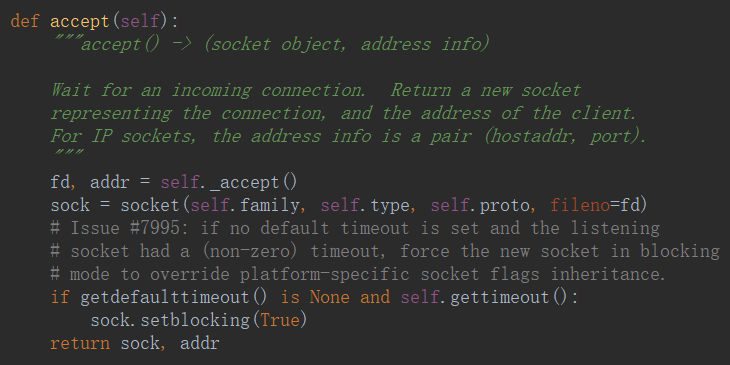 def accept(self):
    """accept() -> (socket object, address info)

    Wait for an incoming connection.  Return a new socket
    representing the connection, and the address of the client.
    For IP sockets, the address info is a pair (hostaddr, port).
    """
    fd, addr = self._accept()
    sock = socket(self.family, self.type, self.proto, fileno=fd)
    # Issue #7995: if no default timeout is set and the listening
    # socket had a (non-zero) timeout, force the new socket in blocking
    # mode to override platform-specific socket flags inheritance.
    if getdefaulttimeout() is None and self.gettimeout():
        sock.setblocking(True)
    return sock, addr